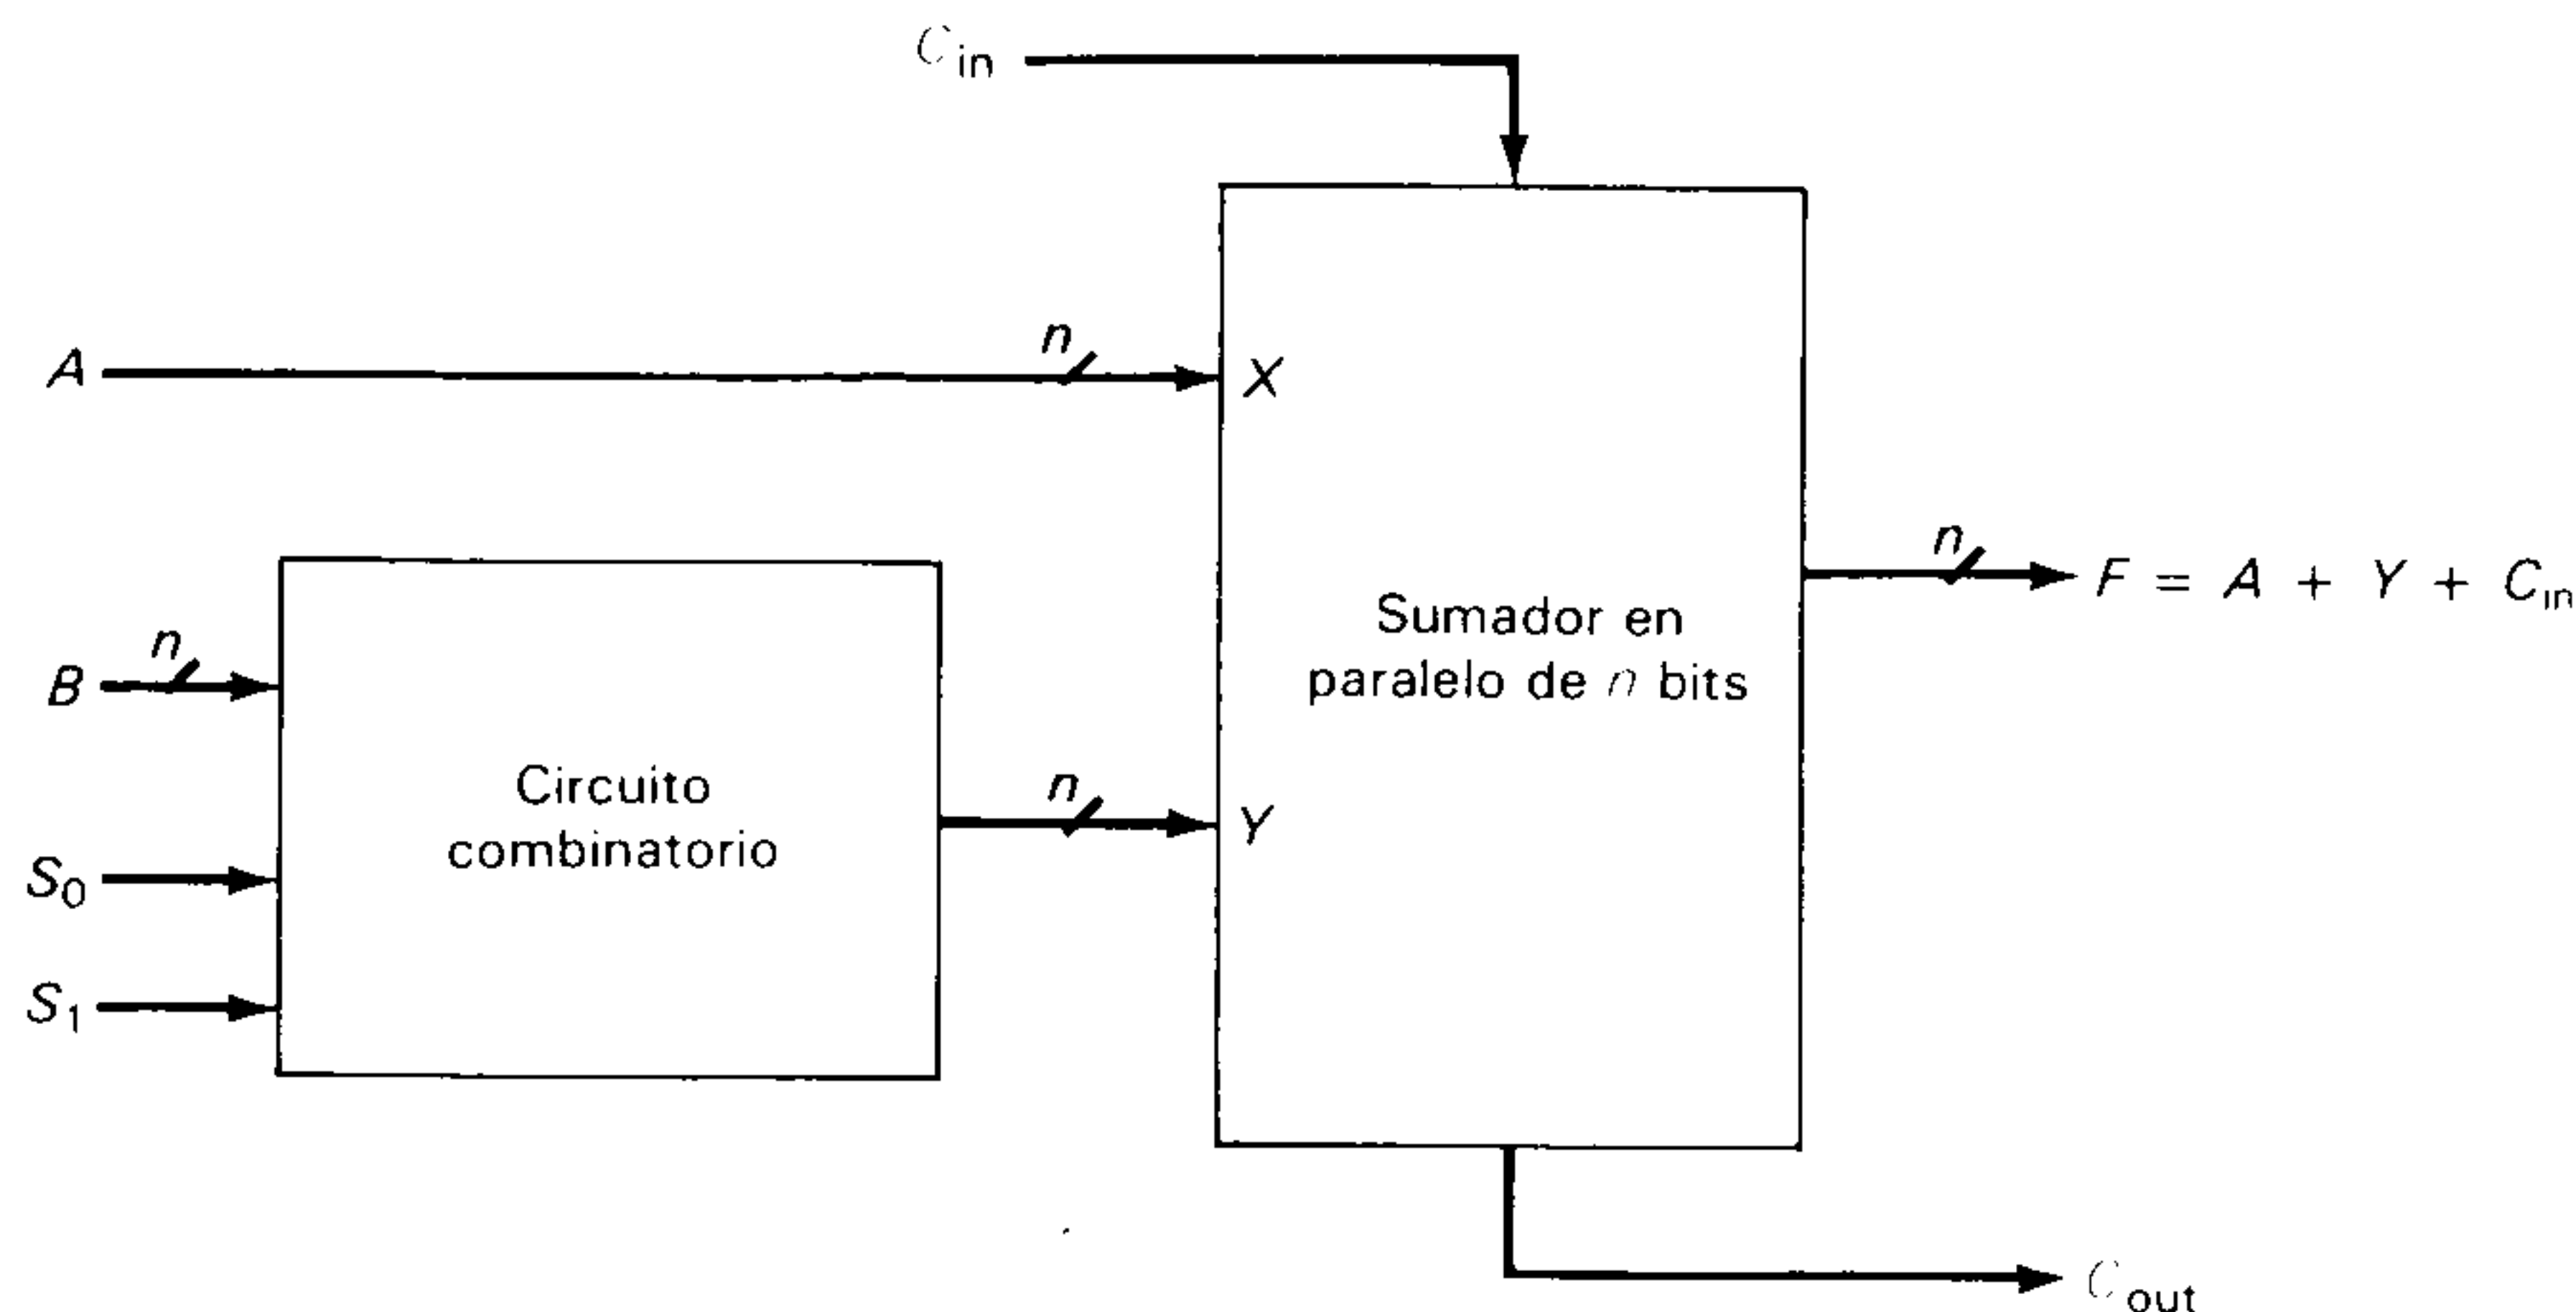 C_in
n
A
X
n
F = A + Y + C_in
Sumador en
paralelo de n bits
n
B
Circuito
combinatorio
n
Y
S_0
S_1
C_out